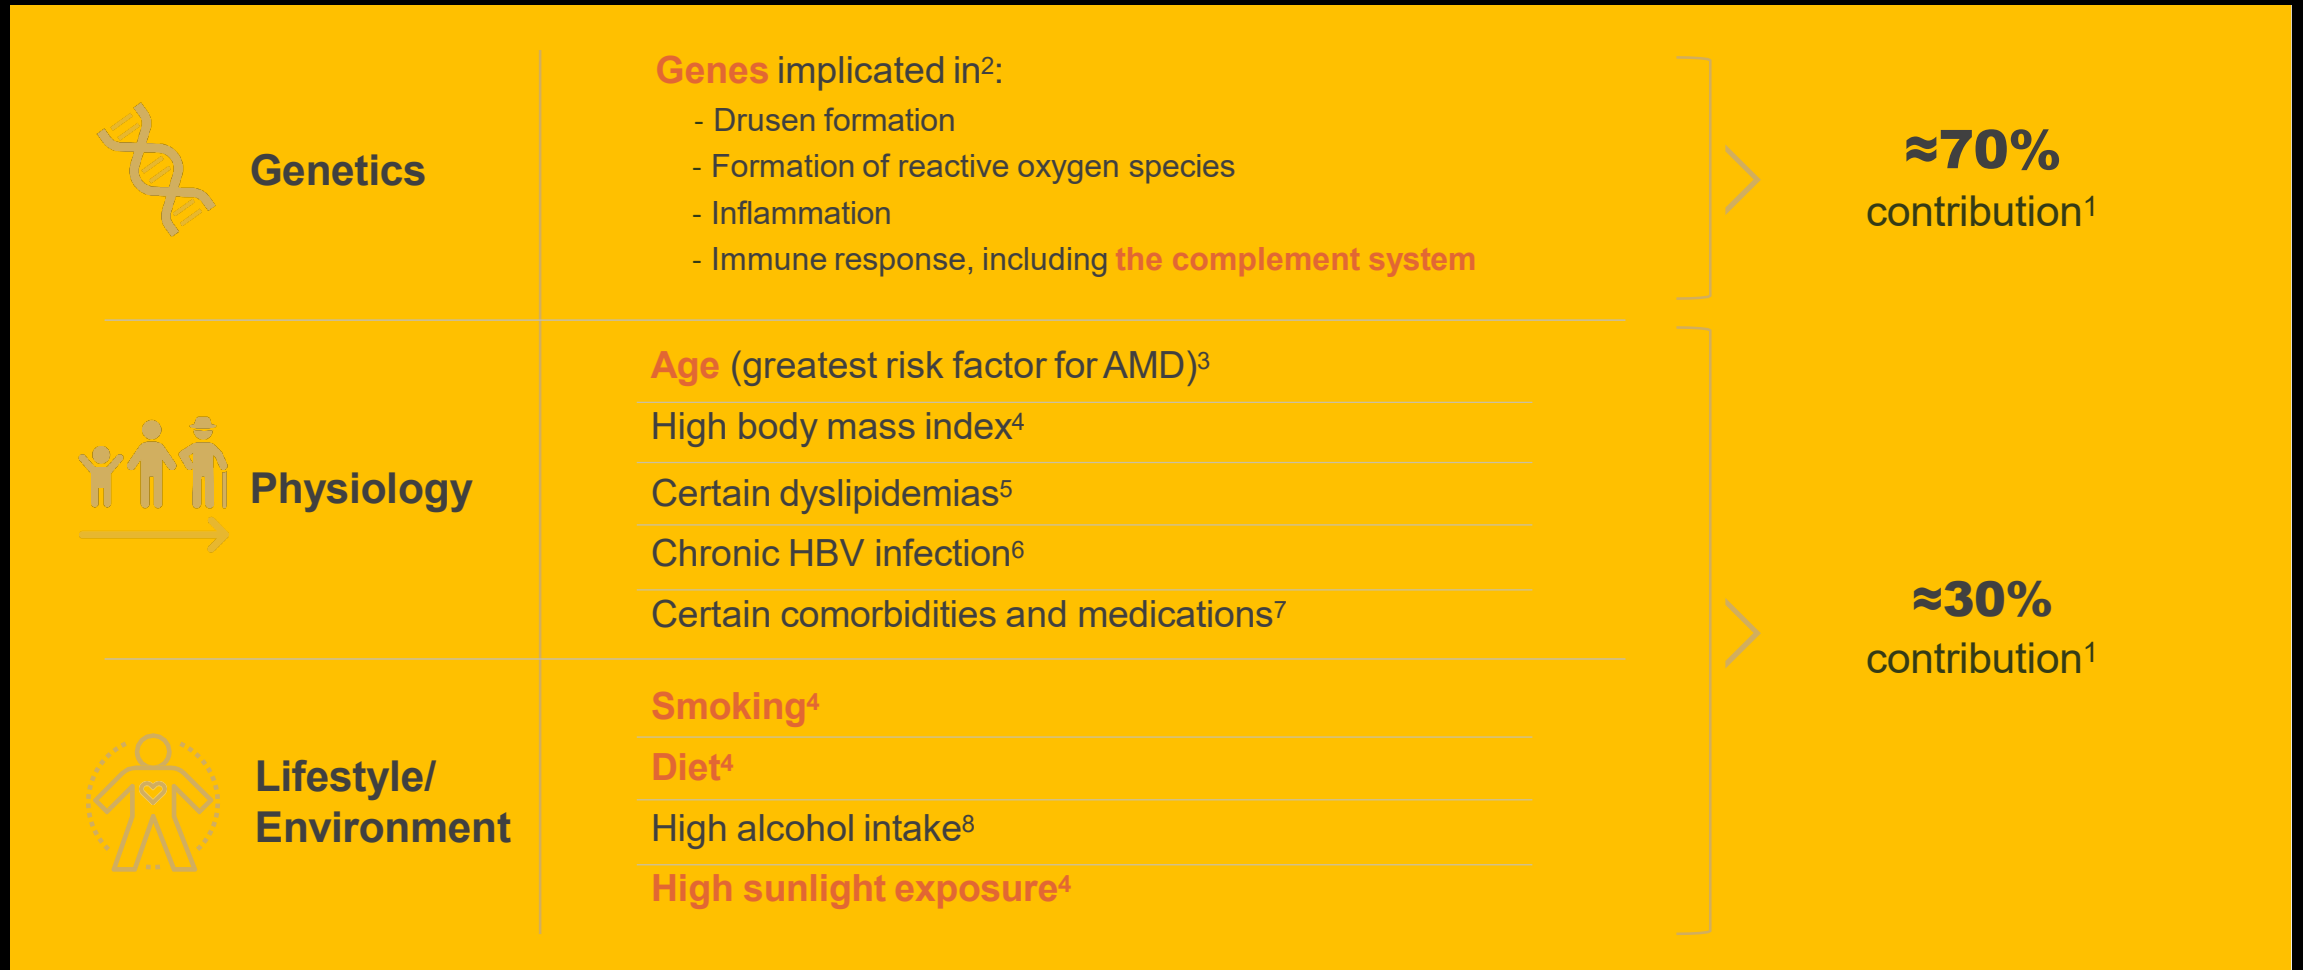 Genetics
Genes implicated in²:
- Drusen formation
- Formation of reactive oxygen species
- Inflammation
- Immune response, including the complement system
≈70%
contribution¹
Physiology
Age (greatest risk factor for AMD)³
High body mass index⁴
Certain dyslipidemias⁵
Chronic HBV infection⁶
Certain comorbidities and medications⁷
Lifestyle/
Environment
Smoking⁴
Diet⁴
High alcohol intake⁸
High sunlight exposure⁴
≈30%
contribution¹